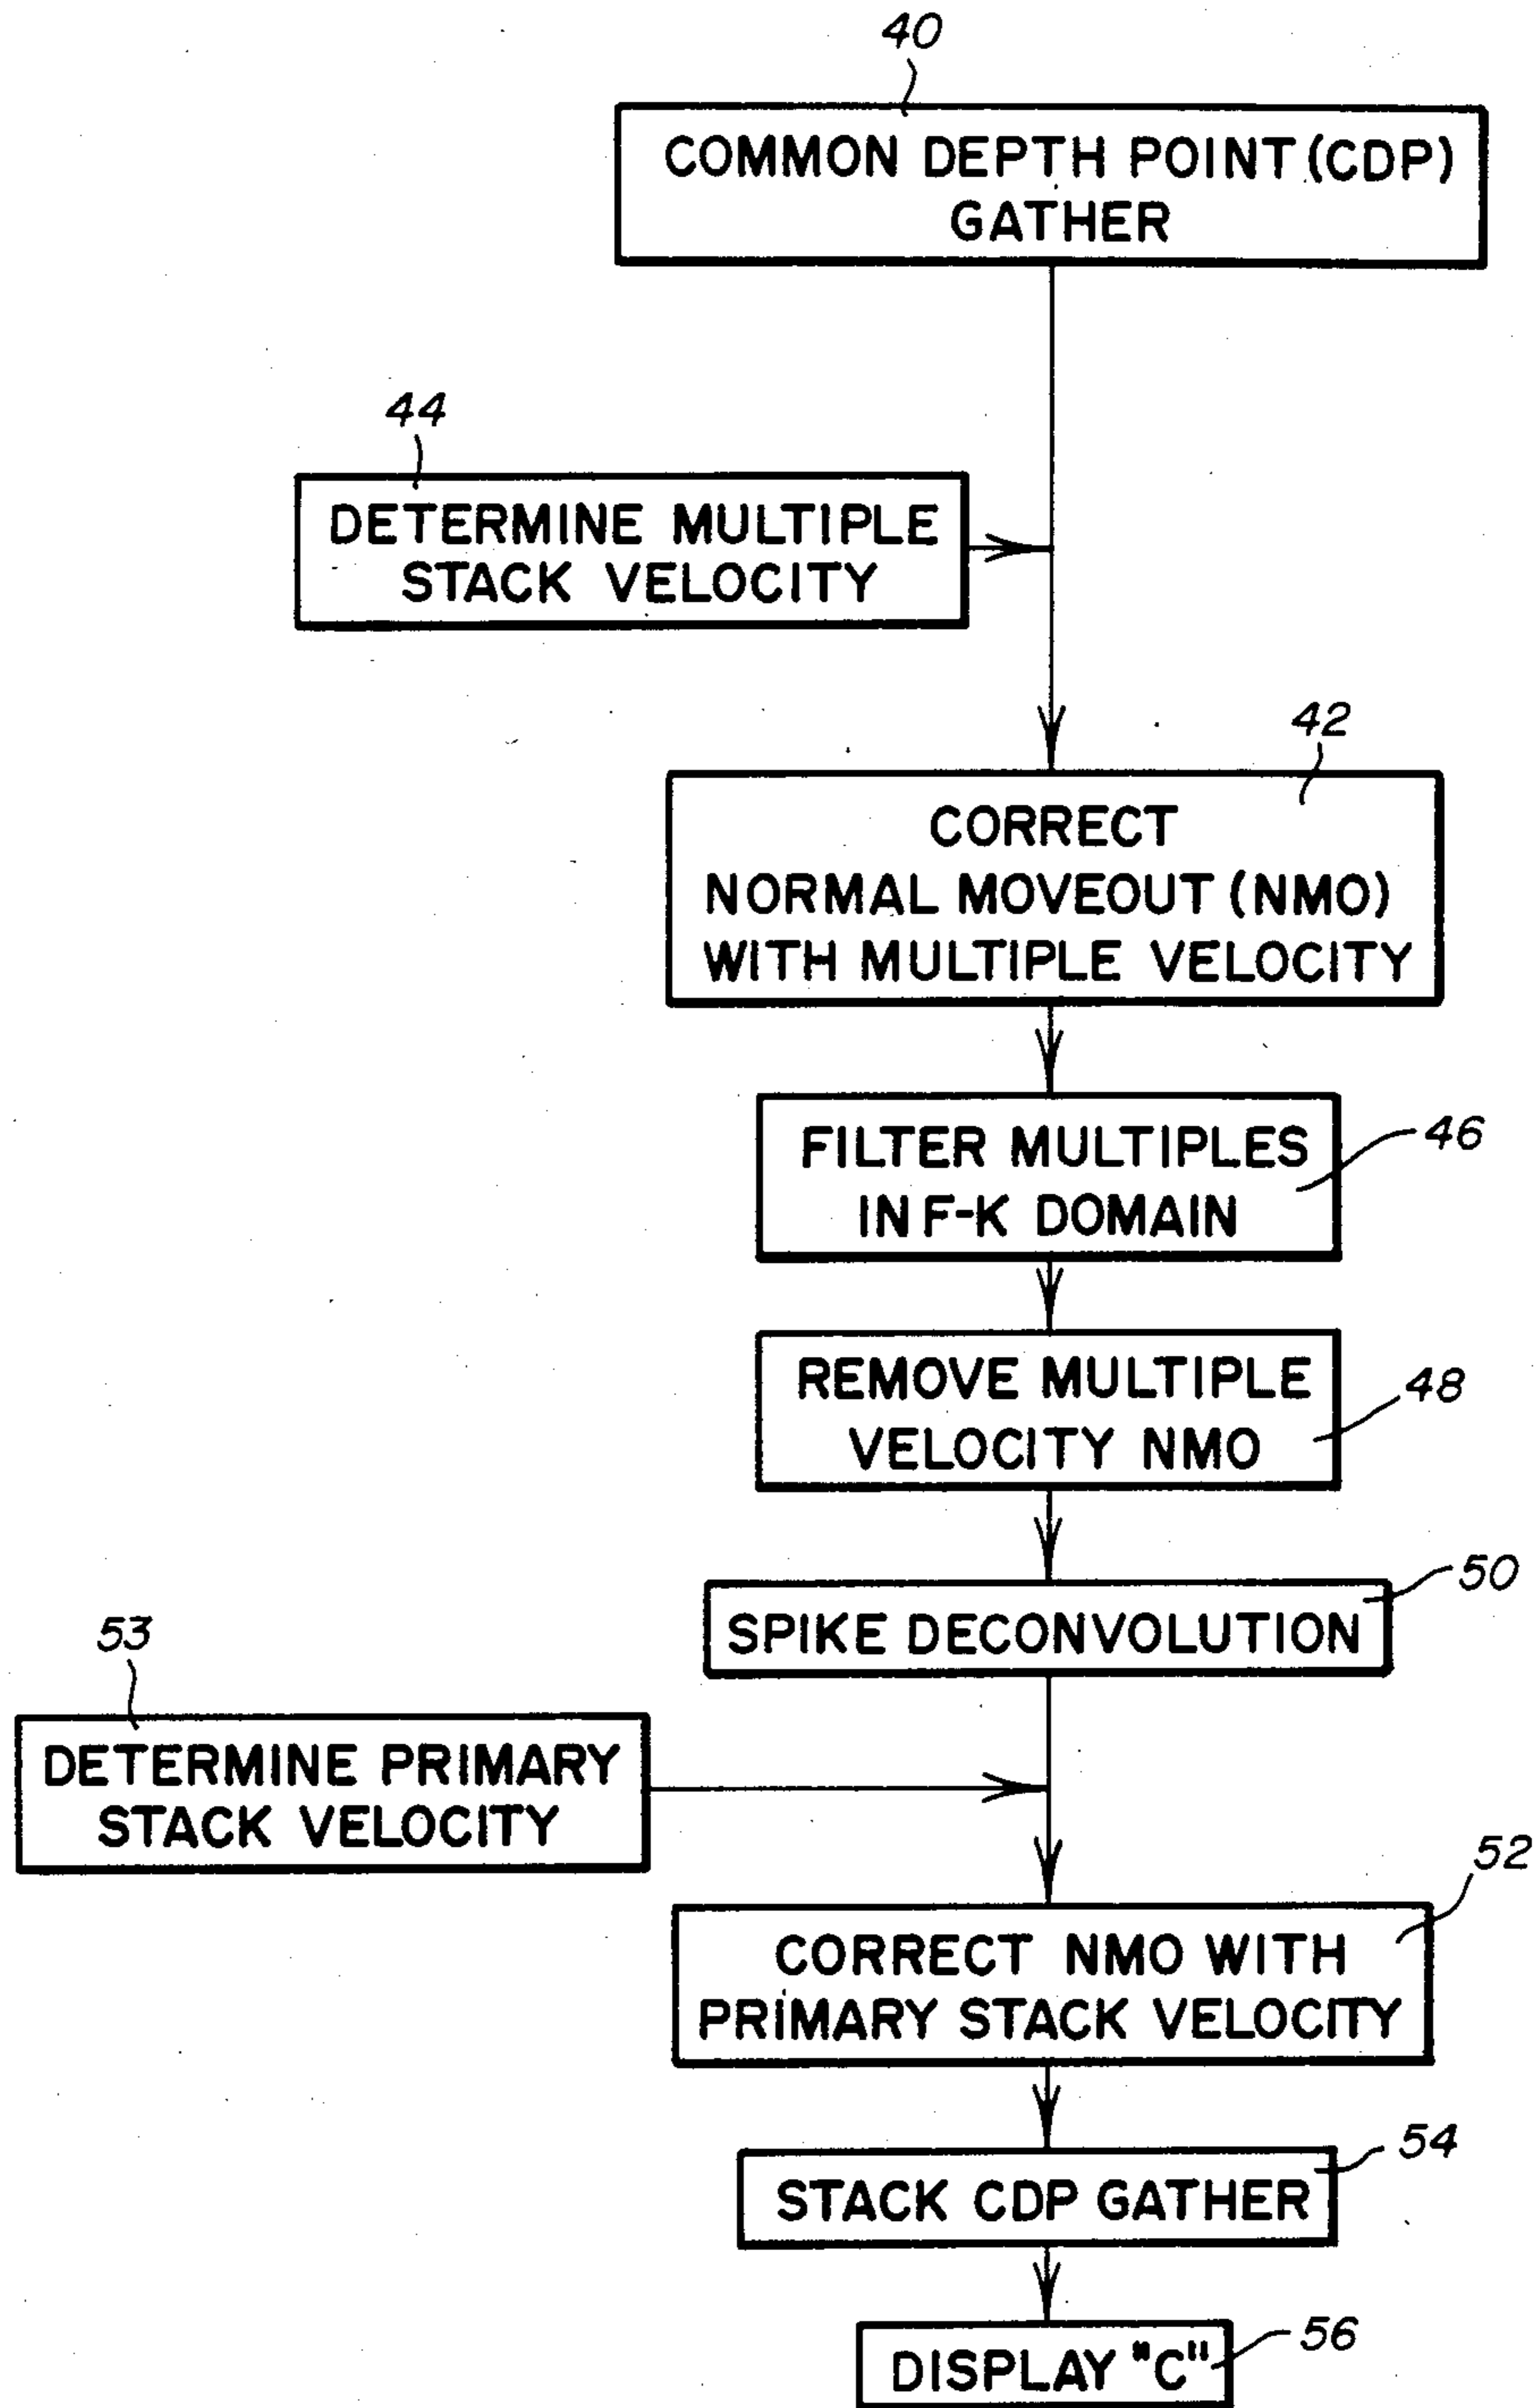 40
COMMON DEPTH POINT (CDP)
GATHER
44
DETERMINE MULTIPLE
STACK VELOCITY
42
CORRECT
NORMAL MOVEOUT (NMO)
WITH MULTIPLE VELOCITY
FILTER MULTIPLES
IN F-K DOMAIN
46
REMOVE MULTIPLE
VELOCITY NMO
48
50
SPIKE DECONVOLUTION
53
DETERMINE PRIMARY
STACK VELOCITY
52
CORRECT NMO WITH
PRIMARY STACK VELOCITY
54
STACK CDP GATHER
DISPLAY "C"
56